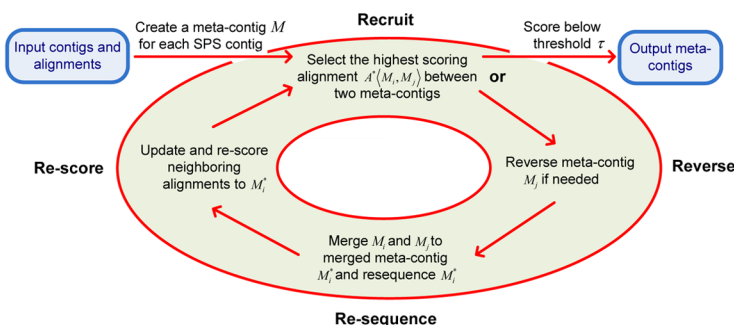 Recruit
Input contigs and
alignments
Create a meta-contig M
for each SPS contig
Select the highest scoring
alignment A*⟨Mi, Mj⟩ between
two meta-contigs
or
Score below
threshold τ
Output meta-
contigs
Re-score
Update and re-score
neighboring
alignments to Mi*
Reverse meta-contig
Mj if needed
Reverse
Merge Mi and Mj to
merged meta-contig
Mi* and resequence Mi*
Re-sequence